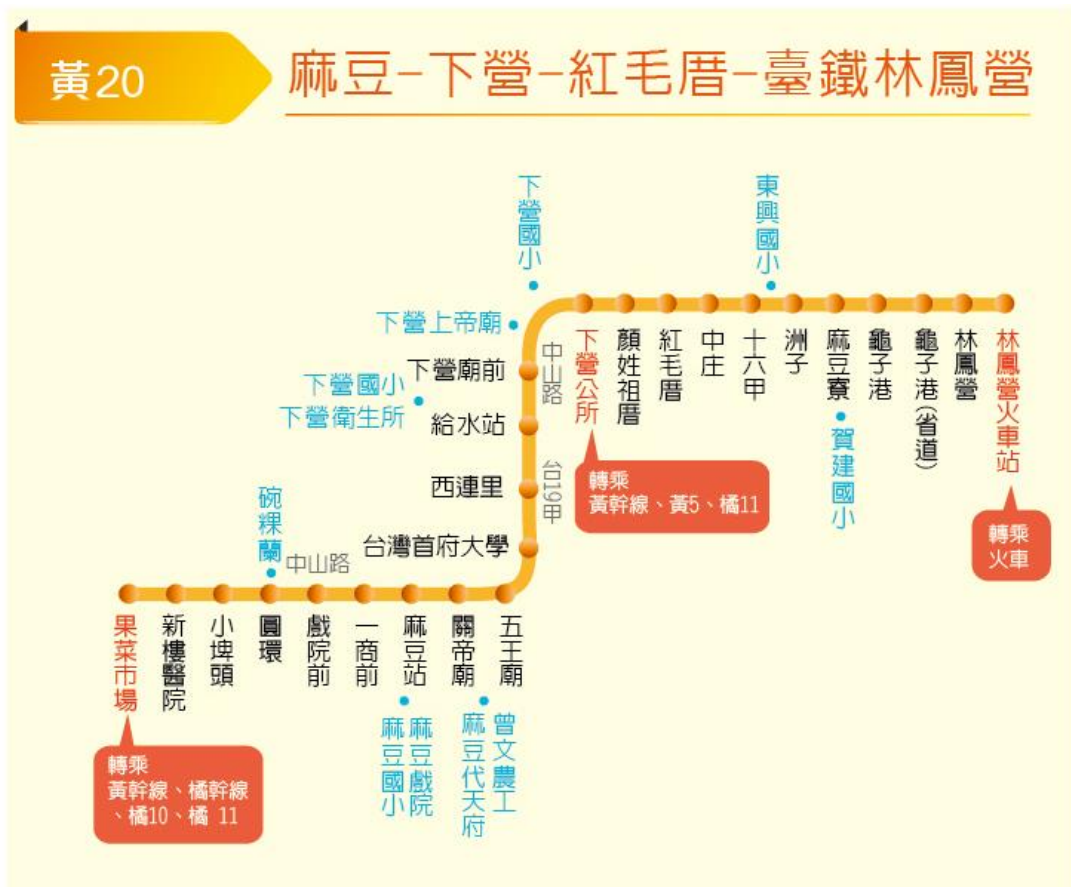 黃20
麻豆-下營-紅毛厝-臺鐵林鳳營
下營國小
東興國小
下營上帝廟
下營廟前
下營國小
下營衛生所
給水站
西連里
台灣首府大學
中山路
台19甲
下營公所
顏姓祖厝
紅毛厝
中庄
十六甲
洲子
麻豆寮
龜子港
龜子港(省道)
林鳳營
林鳳營火車站
賀建國小
轉乘
黃幹線、黃5、橘11
轉乘
火車
碗粿蘭
中山路
果菜市場
新樓醫院
小埤頭
圓環
戲院前
一商前
麻豆站
關帝廟
五王廟
麻豆國小
麻豆戲院
麻豆代天府
曾文農工
轉乘
黃幹線、橘幹線
、橘10、橘 11